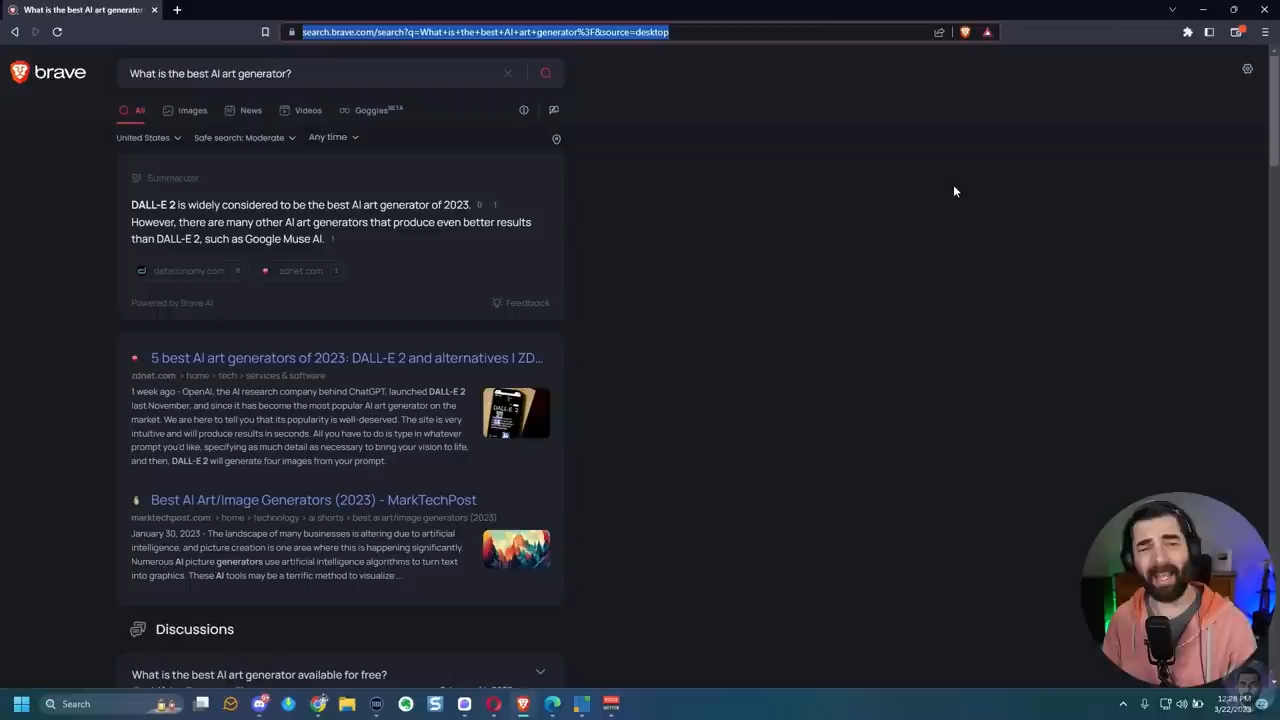 What is the best AI art generator
search.brave.com/search?q=What+is+the+best+AI+art+generator%3F&source=desktop
brave
What is the best AI art generator?
All
Images
News
Videos
Goggles BETA
United States
Safe search: Moderate
Any time
Summarizer
DALL-E 2 is widely considered to be the best AI art generator of 2023. 0 1
However, there are many other AI art generators that produce even better results
than DALL-E 2, such as Google Muse AI. 1
dataconomy.com 0
zdnet.com 1
Powered by Brave AI
Feedback
5 best AI art generators of 2023: DALL-E 2 and alternatives | ZD...
zdnet.com › home › tech › services & software
1 week ago - OpenAI, the AI research company behind ChatGPT, launched DALL-E 2
last November, and since it has become the most popular AI art generator on the
market. We are here to tell you that its popularity is well-deserved. The site is very
intuitive and will produce results in seconds. All you have to do is type in whatever
prompt you'd like, specifying as much detail as necessary to bring your vision to life,
and then, DALL-E 2 will generate four images from your prompt.
Best AI Art/Image Generators (2023) - MarkTechPost
marktechpost.com › home › technology › ai shorts › best ai art/image generators (2023)
January 30, 2023 - The landscape of many businesses is altering due to artificial
intelligence, and picture creation is one area where this is happening significantly.
Numerous AI picture generators use artificial intelligence algorithms to turn text
into graphics. These AI tools may be a terrific method to visualize ...
Discussions
What is the best AI art generator available for free?
Search
12:28 PM
3/22/2023